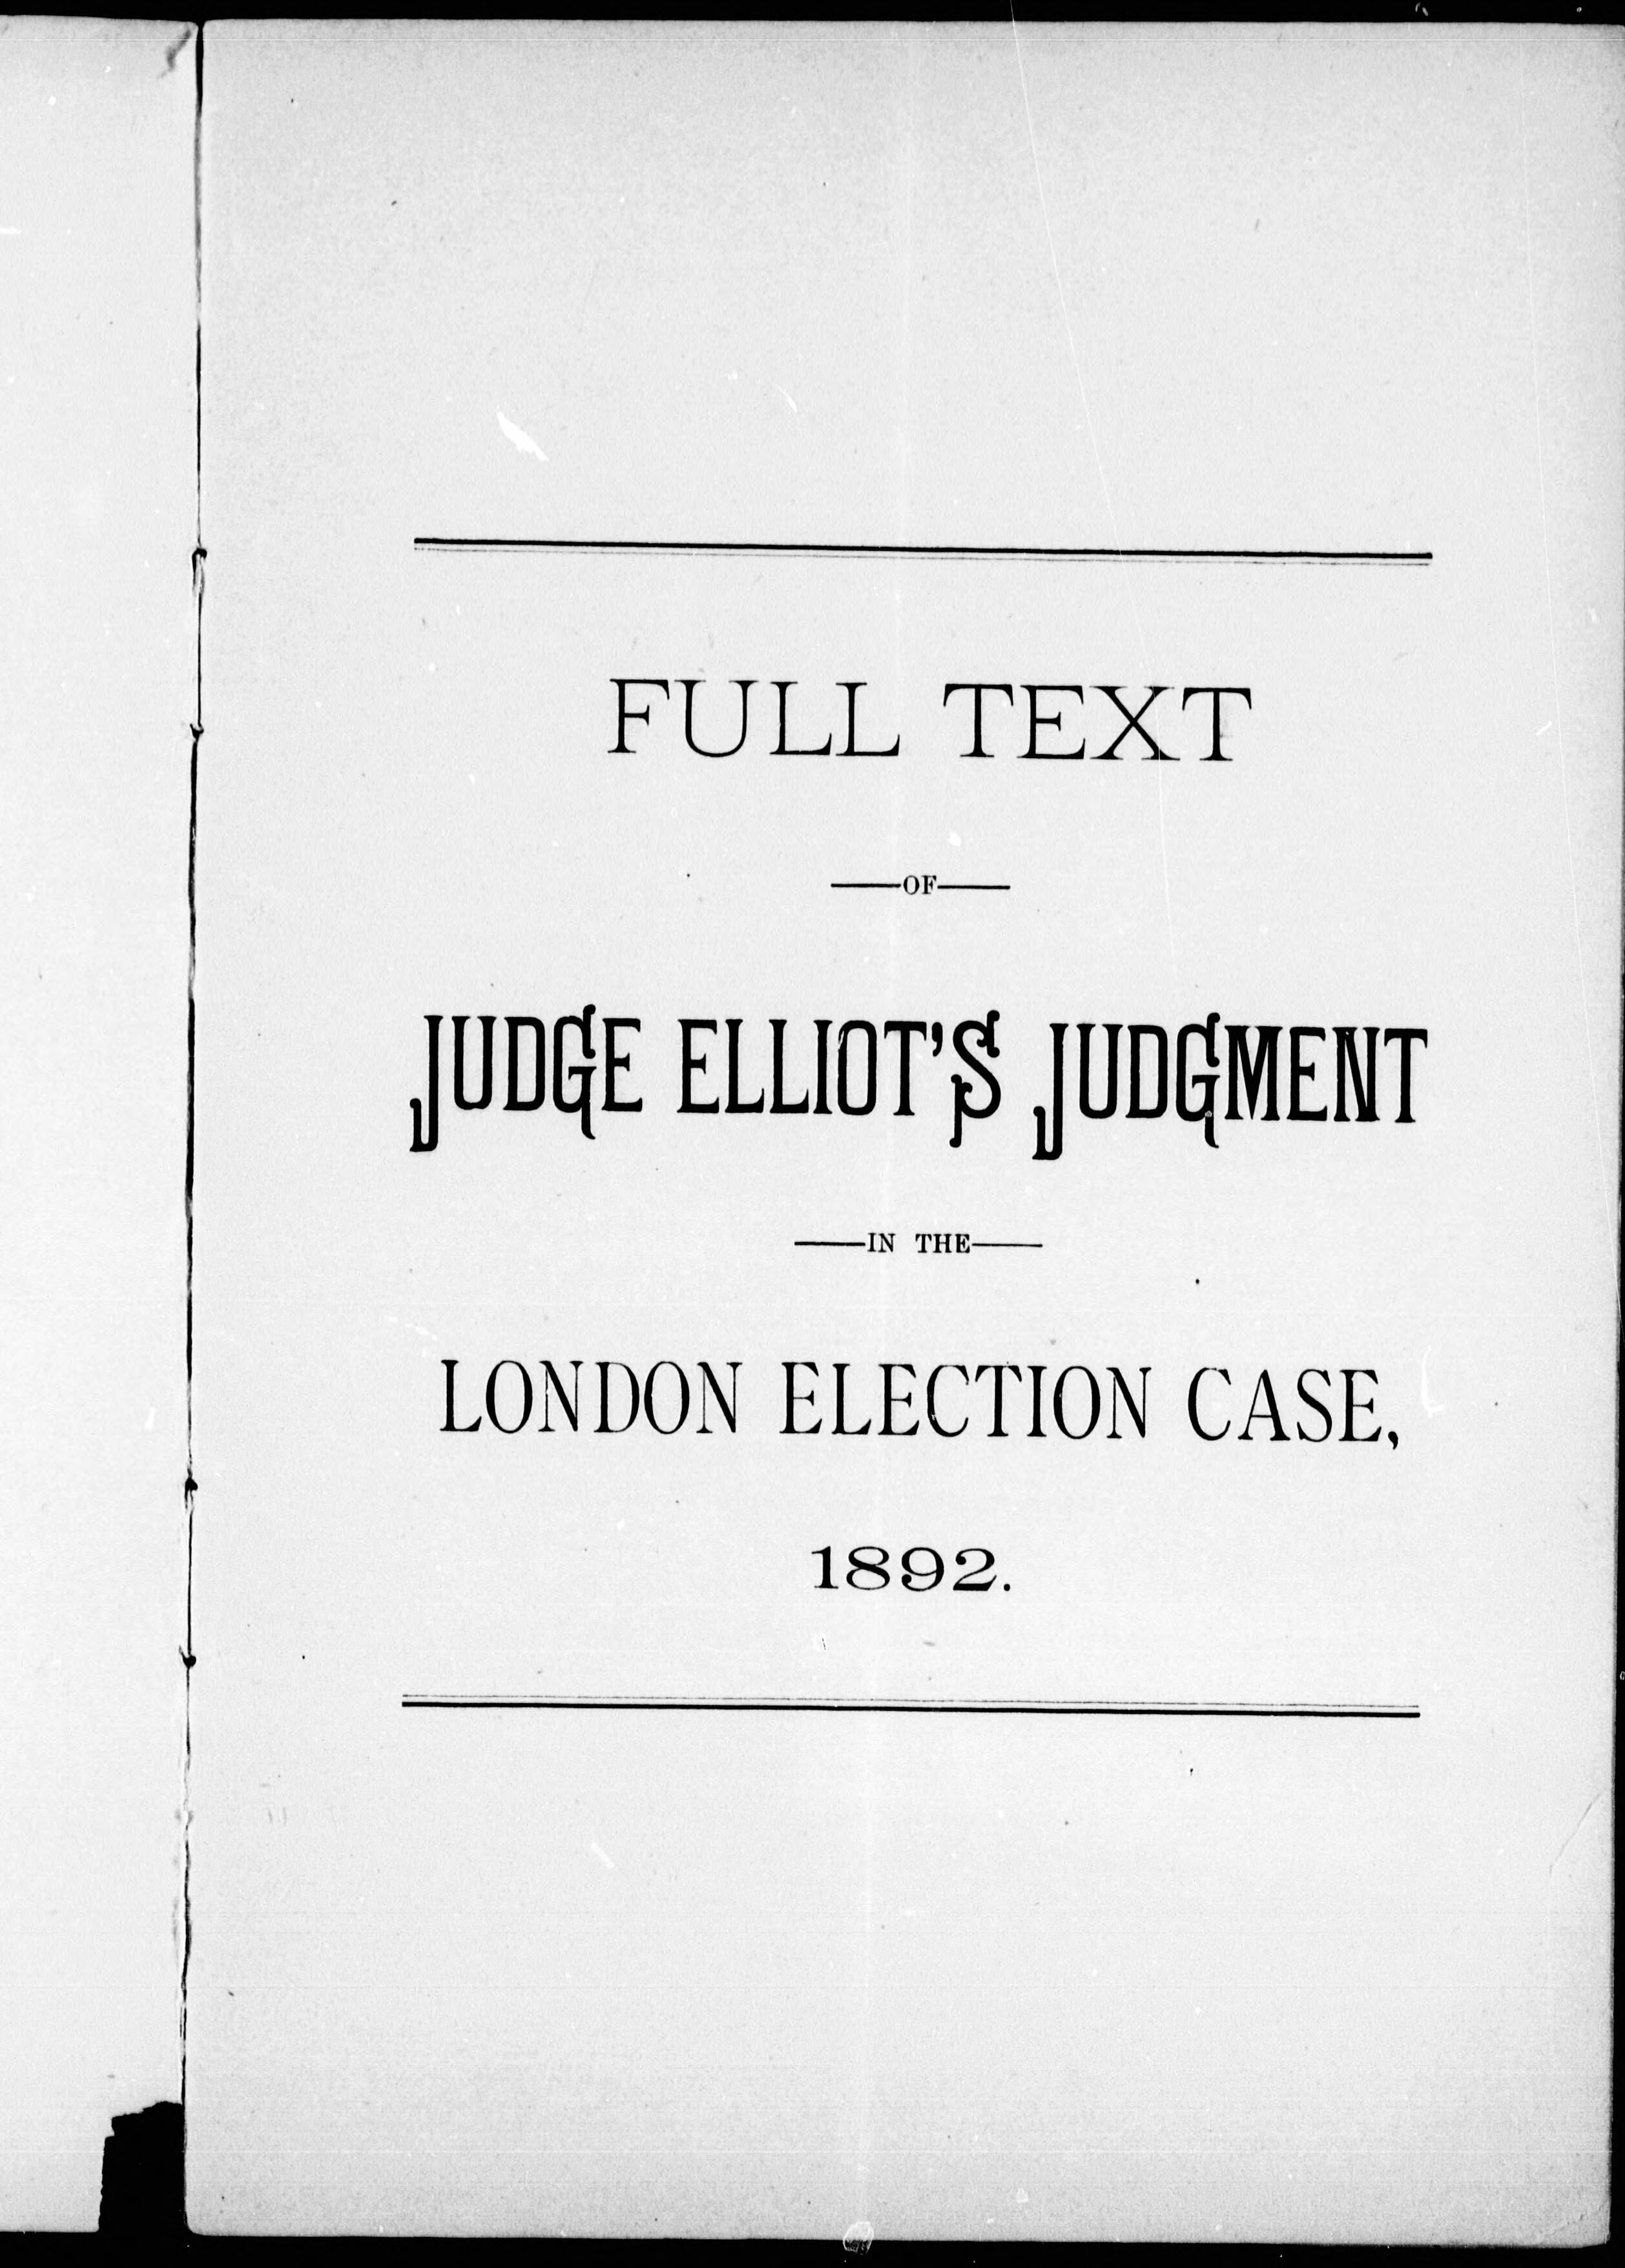 FULL TEXT
—OF—
JUDGE ELLIOT'S JUDGMENT
—IN THE—
LONDON ELECTION CASE,
1892.